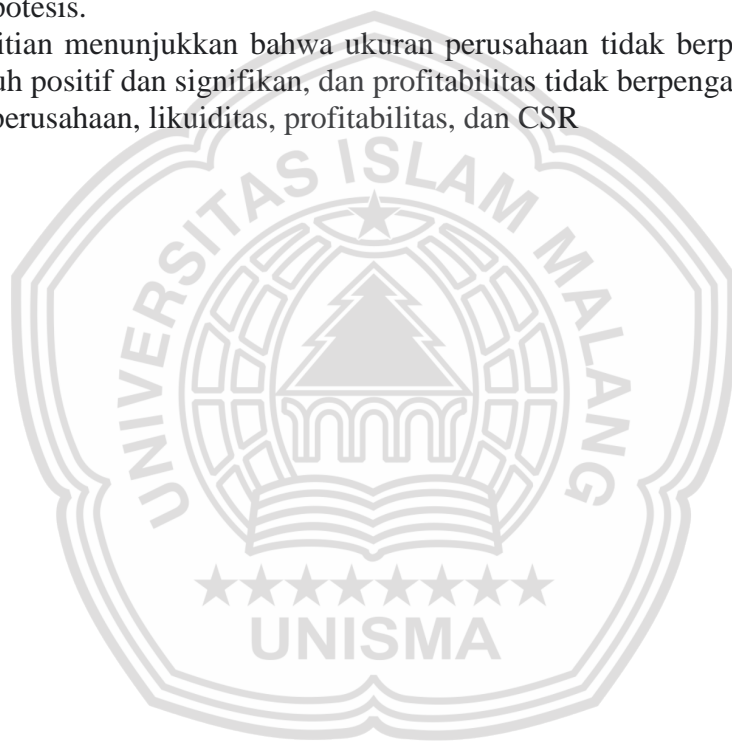 potesis.
itian menunjukkan bahwa ukuran perusahaan tidak berp
uh positif dan signifikan, dan profitabilitas tidak berpenga
perusahaan, likuiditas, profitabilitas, dan CSR
UNIVERSITAS ISLAM MALANG
UNISMA